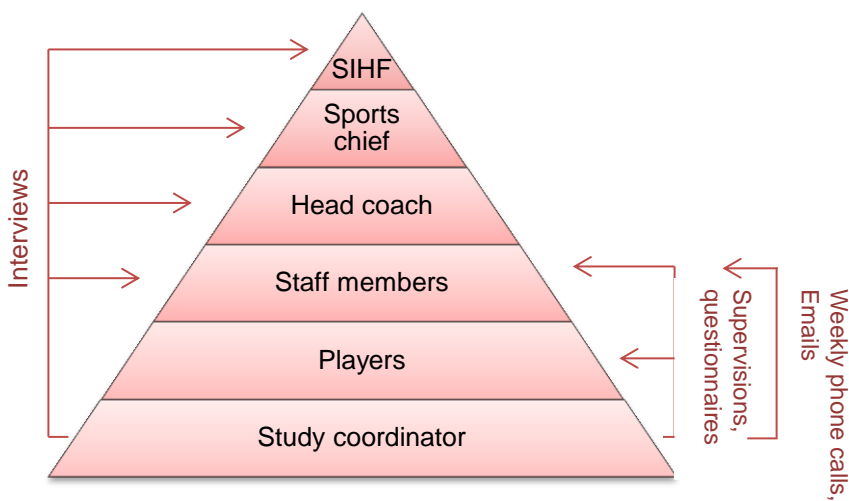 SIHF
Sports
chief
Head coach
Staff members
Players
Study coordinator
Interviews
Supervisions,
questionnaires
Weekly phone calls,
Emails